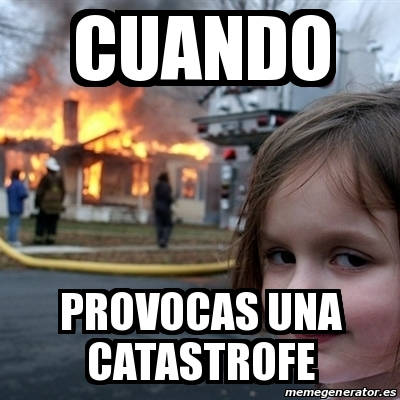 CUANDO
PROVOCAS UNA
CATASTROFE
memegenerator.es